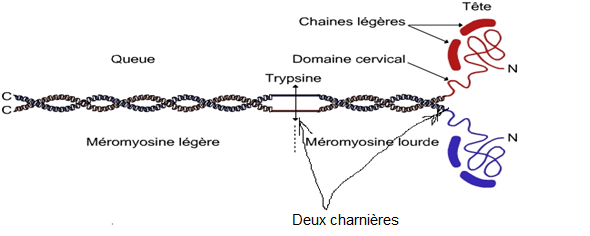 Tête
Chaines légères
Queue
Domaine cervical
N
Trypsine
C
C
N
Méromyosine légère
Méromyosine lourde
Deux charnières